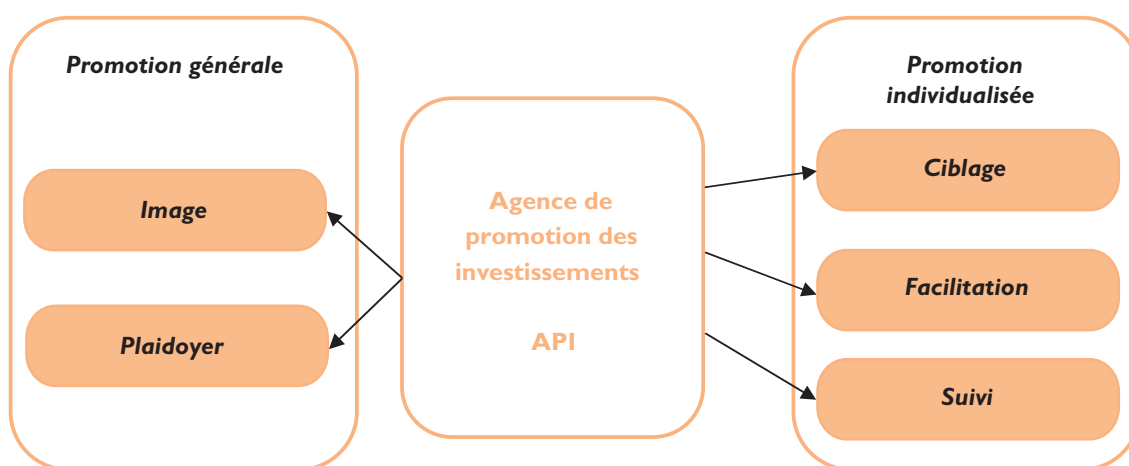 Promotion générale
Image
Plaidoyer
Agence de
promotion des
investissements
API
Promotion
individualisée
Ciblage
Facilitation
Suivi